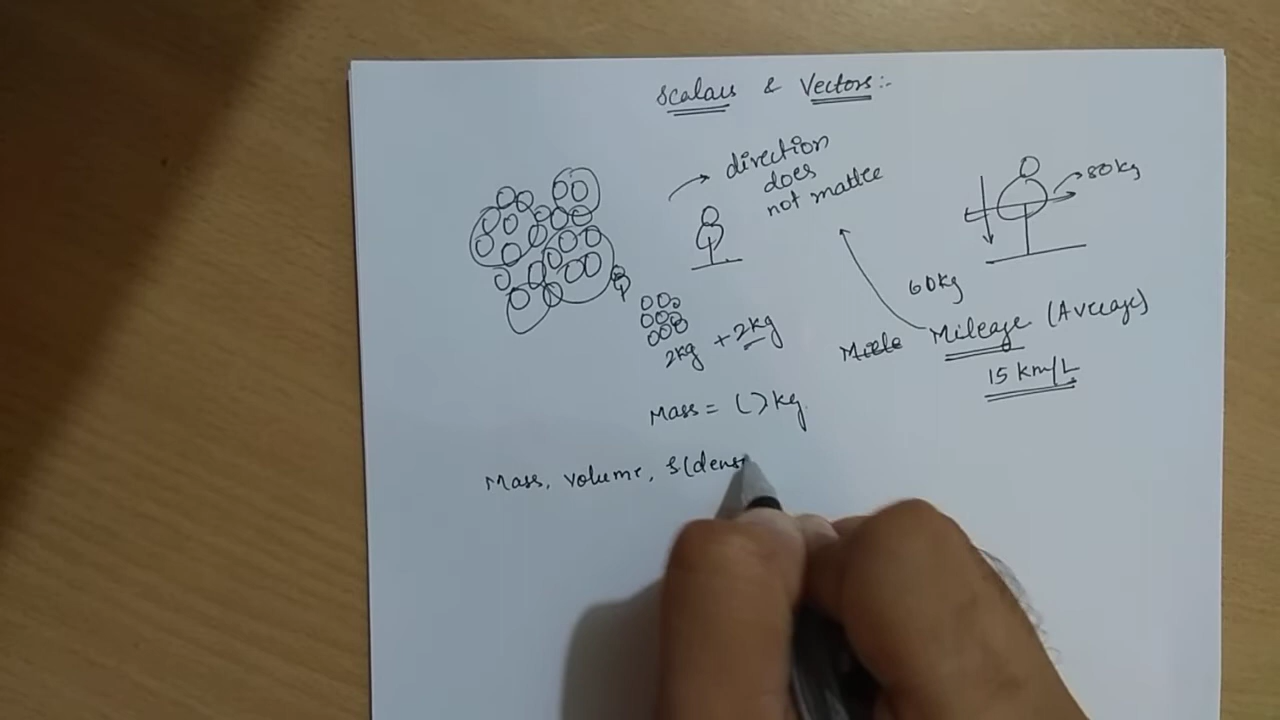 Scalars & Vectors:-
direction
does
not matter
80kg
60kg
2kg + 2kg
Miele Mileage (Average)
15 km/L
Mass = ( ) kg
Mass, volume, ρ(dens